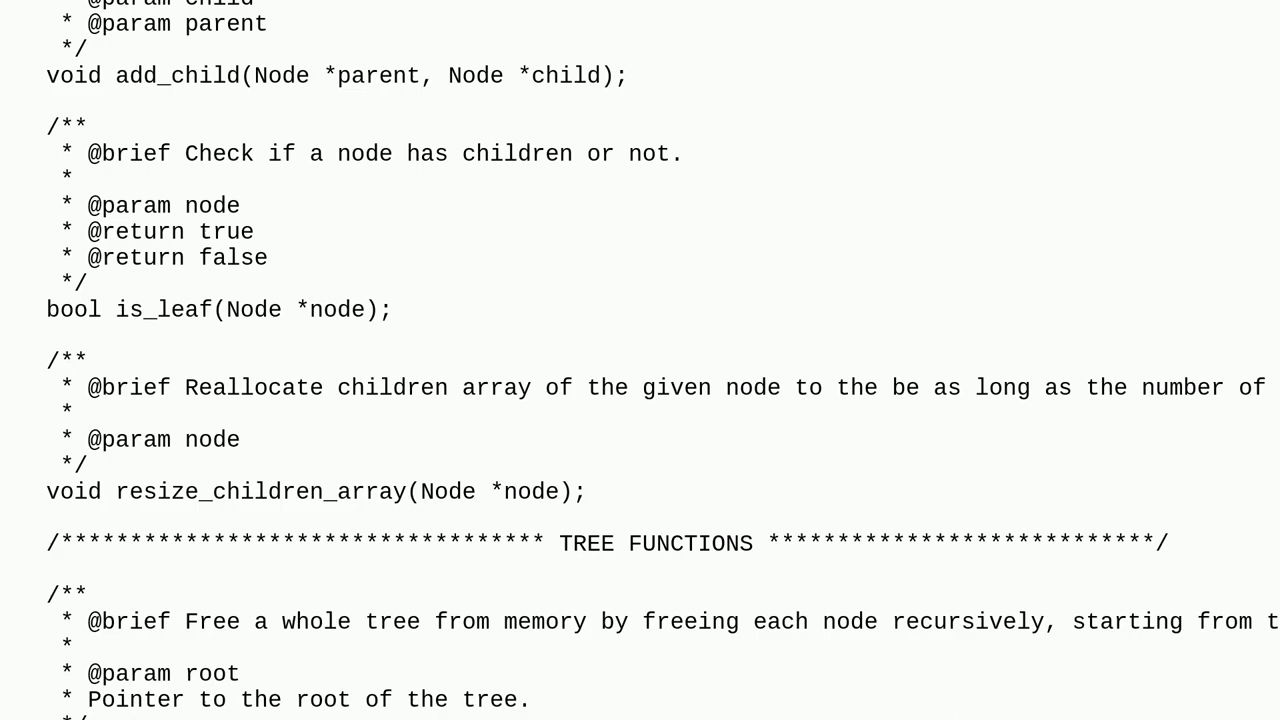 * @param child
* @param parent
*/
void add_child(Node *parent, Node *child);
/**
* @brief Check if a node has children or not.
*
* @param node
* @return true
* @return false
*/
bool is_leaf(Node *node);
/**
* @brief Reallocate children array of the given node to the be as long as the number of
*
* @param node
*/
void resize_children_array(Node *node);
/*********************************** TREE FUNCTIONS ****************************/
/**
* @brief Free a whole tree from memory by freeing each node recursively, starting from t
*
* @param root
* Pointer to the root of the tree.
*/